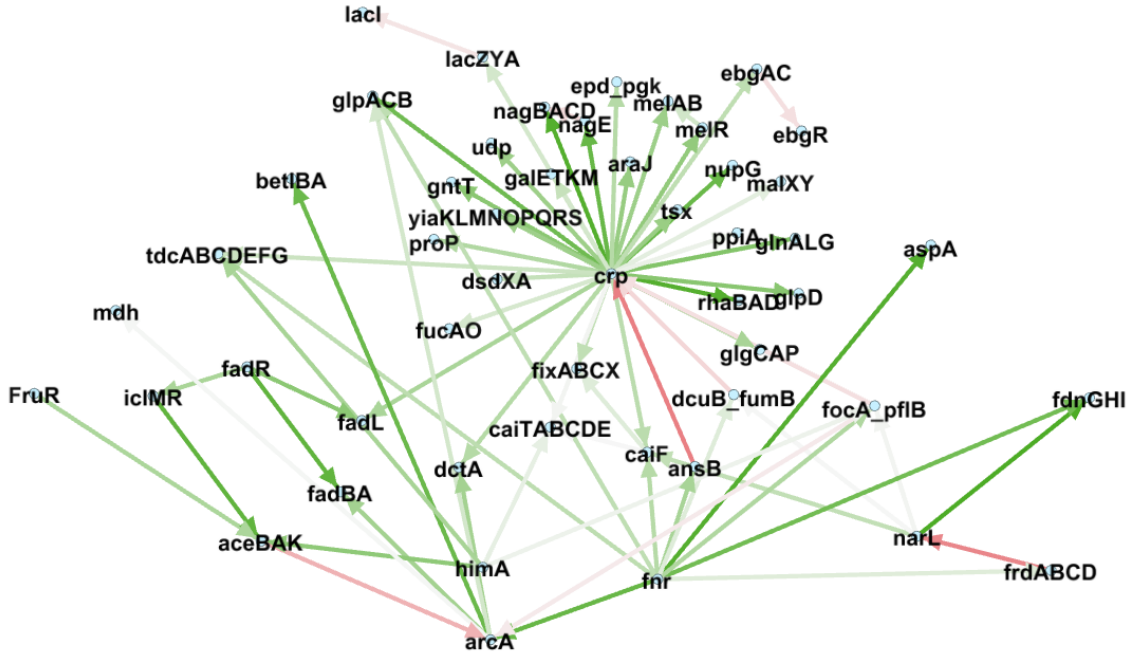 lacI
lacZYA
ebgAC
epd_pgk
glpACB
nagBACD
melAB
nagE
melR
ebgR
udp
araJ
nupG
betIBA
gntT
galETKM
malXY
yiaKLMNOPQRS
tsx
proP
ppiA
glnALG
aspA
tdcABCDEFG
dsdXA
crp
rhaBAD
glpD
mdh
fucAO
glgCAP
fadR
fixABCX
FruR
iclMR
dcuB_fumB
focA_pflB
fdnGHI
fadL
caiTABCDE
caiF
ansB
dctA
fadBA
aceBAK
narL
himA
fnr
frdABCD
arcA